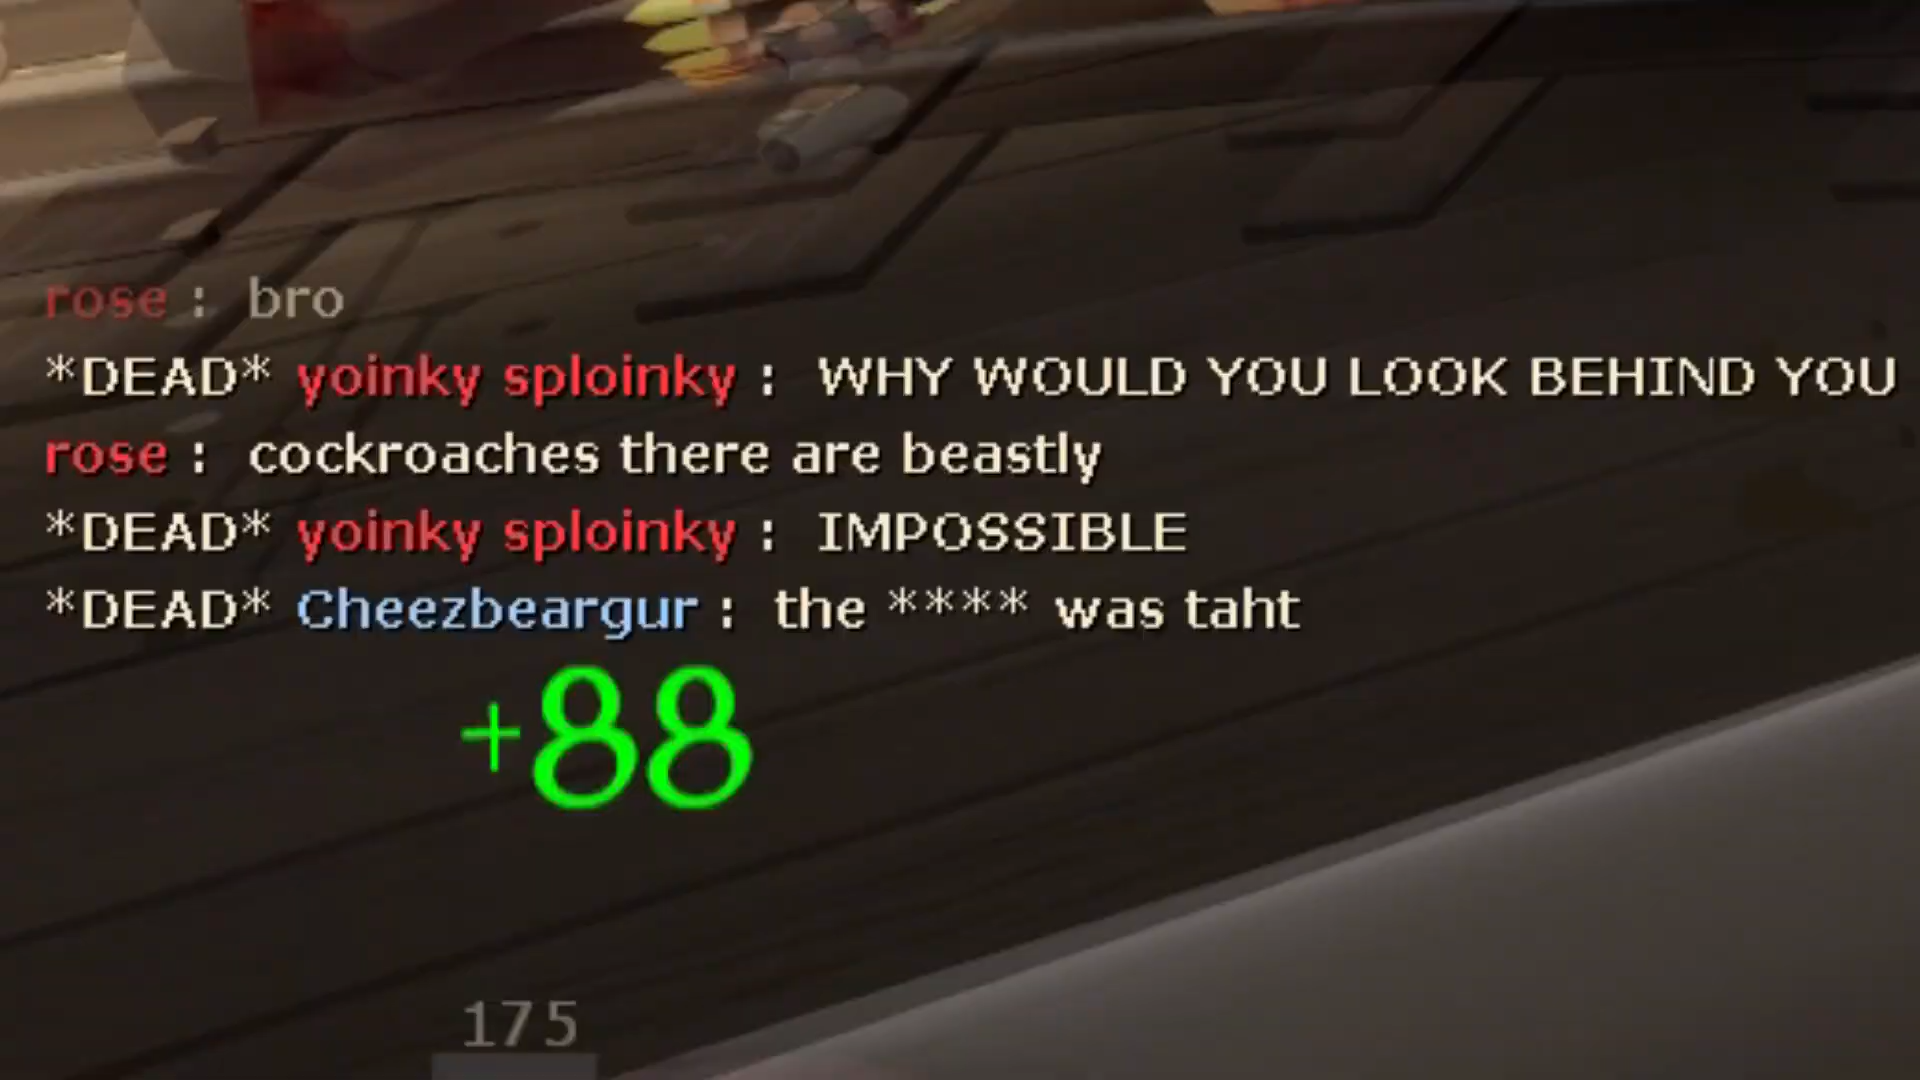 rose : bro
*DEAD* yoinky sploinky : WHY WOULD YOU LOOK BEHIND YOU
rose : cockroaches there are beastly
*DEAD* yoinky sploinky : IMPOSSIBLE
*DEAD* Cheezbeargur : the **** was taht
+88
175